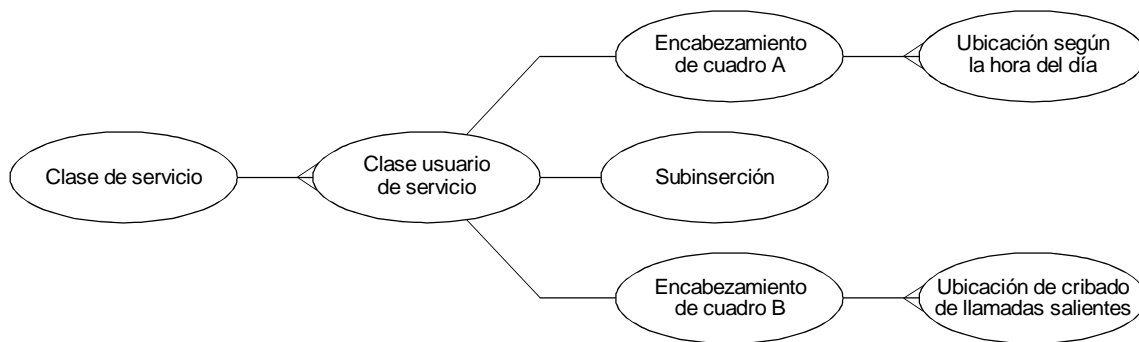 Encabezamiento
de cuadro A
Ubicación según
la hora del día
Clase de servicio
Clase usuario
de servicio
Subinserción
Encabezamiento
de cuadro B
Ubicación de cribado
de llamadas salientes